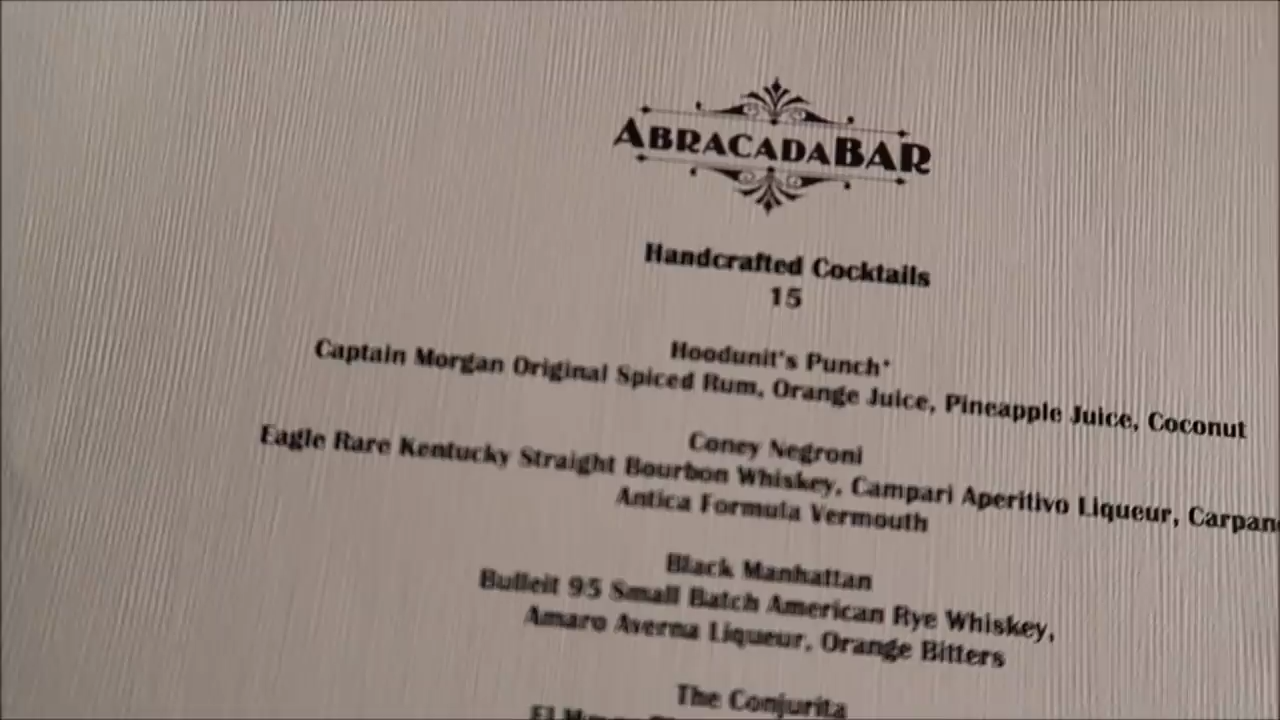 ABRACADABAR
Handcrafted Cocktails
15
Hoodunit's Punch*
Captain Morgan Original Spiced Rum, Orange Juice, Pineapple Juice, Coconut
Coney Negroni
Eagle Rare Kentucky Straight Bourbon Whiskey, Campari Aperitivo Liqueur, Carpan
Antica Formula Vermouth
Black Manhattan
Bulleit 95 Small Batch American Rye Whiskey,
Amaro Averna Liqueur, Orange Bitters
The Conjurita